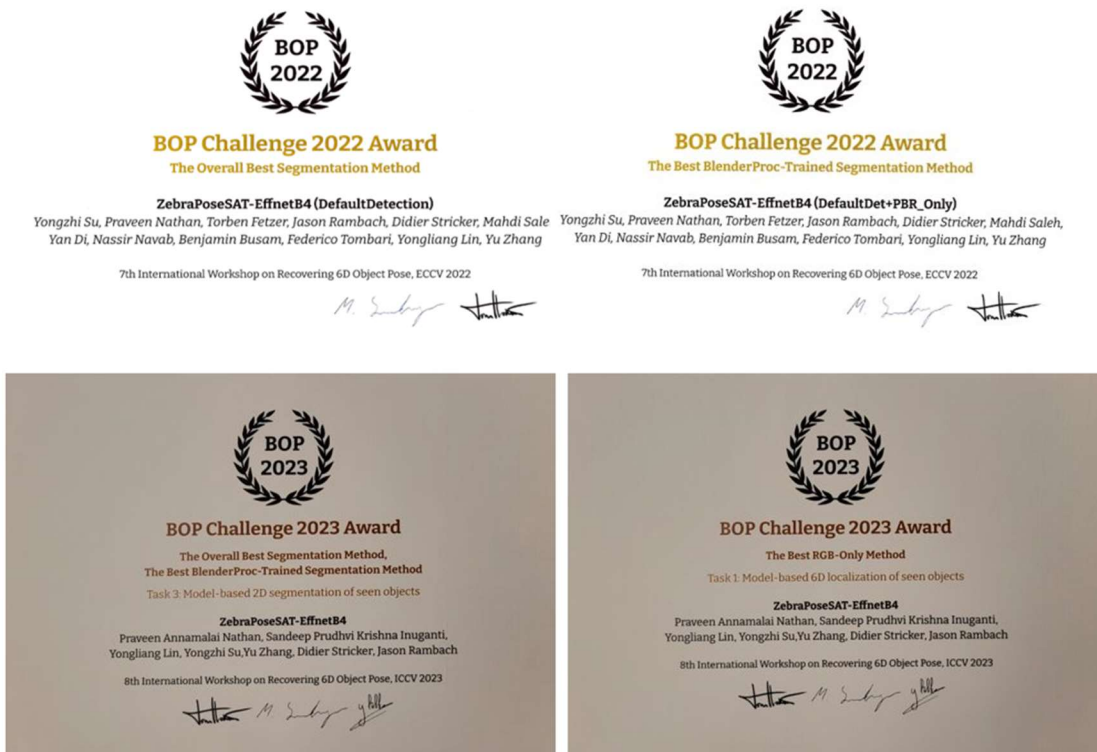 BOP
2022
BOP Challenge 2022 Award
The Overall Best Segmentation Method
ZebraPoseSAT-EffnetB4 (DefaultDetection)
Yongzhi Su, Praveen Nathan, Torben Fetzer, Jason Rambach, Didier Stricker, Mahdi Sale
Yan Di, Nassir Navab, Benjamin Busam, Federico Tombari, Yongliang Lin, Yu Zhang
7th International Workshop on Recovering 6D Object Pose, ECCV 2022
BOP
2022
BOP Challenge 2022 Award
The Best BlenderProc-Trained Segmentation Method
ZebraPoseSAT-EffnetB4 (DefaultDet+PBR_Only)
Yongzhi Su, Praveen Nathan, Torben Fetzer, Jason Rambach, Didier Stricker, Mahdi Saleh,
Yan Di, Nassir Navab, Benjamin Busam, Federico Tombari, Yongliang Lin, Yu Zhang
7th International Workshop on Recovering 6D Object Pose, ECCV 2022
BOP
2023
BOP Challenge 2023 Award
The Overall Best Segmentation Method,
The Best BlenderProc-Trained Segmentation Method
Task 3: Model-based 2D segmentation of seen objects
ZebraPoseSAT-EffnetB4
Praveen Annamalai Nathan, Sandeep Prudhvi Krishna Inuganti,
Yongliang Lin, Yongzhi Su,Yu Zhang, Didier Stricker, Jason Rambach
8th International Workshop on Recovering 6D Object Pose, ICCV 2023
BOP
2023
BOP Challenge 2023 Award
The Best RGB-Only Method
Task 1: Model-based 6D localization of seen objects
ZebraPoseSAT-EffnetB4
Praveen Annamalai Nathan, Sandeep Prudhvi Krishna Inuganti,
Yongliang Lin, Yongzhi Su,Yu Zhang, Didier Stricker, Jason Rambach
8th International Workshop on Recovering 6D Object Pose, ICCV 2023